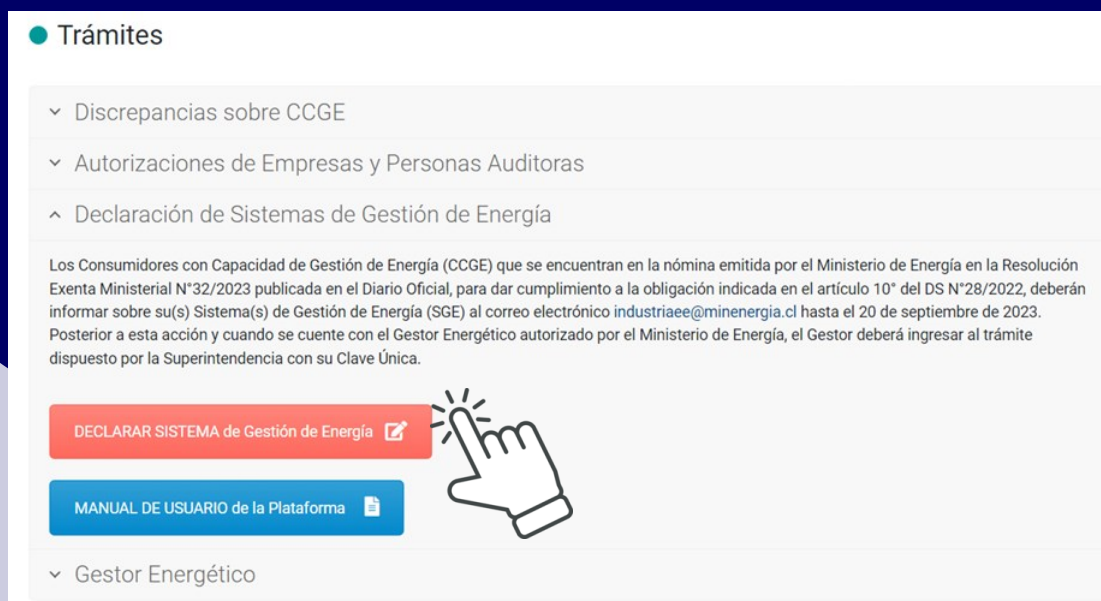 Trámites
Discrepancias sobre CCGE
Autorizaciones de Empresas y Personas Auditoras
Declaración de Sistemas de Gestión de Energía
Los Consumidores con Capacidad de Gestión de Energía (CCGE) que se encuentran en la nómina emitida por el Ministerio de Energía en la Resolución
Exenta Ministerial N°32/2023 publicada en el Diario Oficial, para dar cumplimiento a la obligación indicada en el artículo 10° del DS N°28/2022, deberán
informar sobre su(s) Sistema(s) de Gestión de Energía (SGE) al correo electrónico industriaee@minenergia.cl hasta el 20 de septiembre de 2023.
Posterior a esta acción y cuando se cuente con el Gestor Energético autorizado por el Ministerio de Energía, el Gestor deberá ingresar al trámite
dispuesto por la Superintendencia con su Clave Única.
DECLARAR SISTEMA de Gestión de Energía
MANUAL DE USUARIO de la Plataforma
Gestor Energético